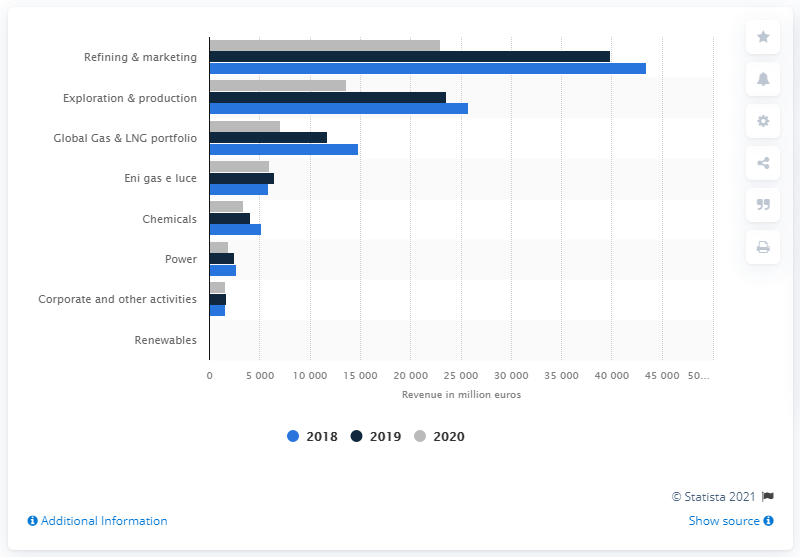 Refining & marketing
Exploration & production
Global Gas & LNG portfolio
Eni gas e luce
Chemicals
Power
Corporate and other activities
Renewables
0 5 000 10 000 15 000 20 000 25 000 30 000 35 000 40 000 45 000 50...
Revenue in million euros
2018 2019 2020
© Statista 2021
Additional Information Show source